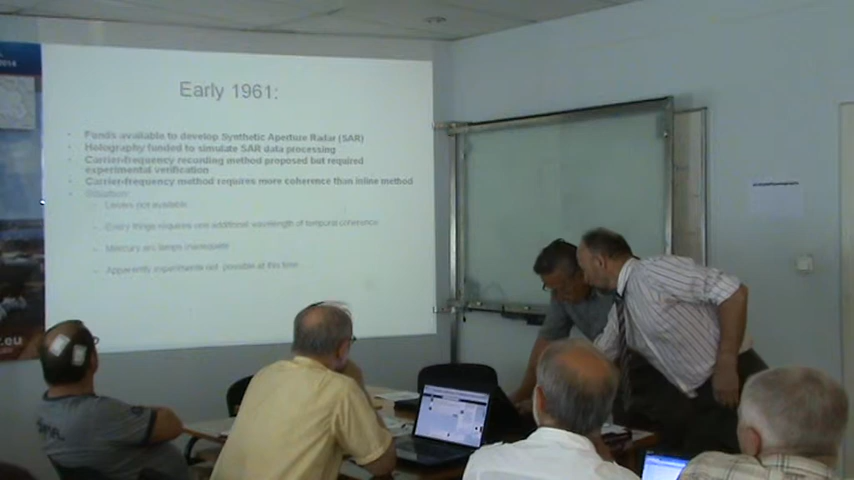 2014
Early 1961:
Funds available to develop Synthetic Aperture Radar (SAR)
Holography funded to simulate SAR data processing
Carrier-frequency recording method proposed but required
experimental verification
Carrier-frequency method requires more coherence than inline method
Situation:
Lasers not available
Every fringe requires one additional wavelength of temporal coherence
Mercury arc lamps inadequate
Apparently experiments not possible at this time
.eu